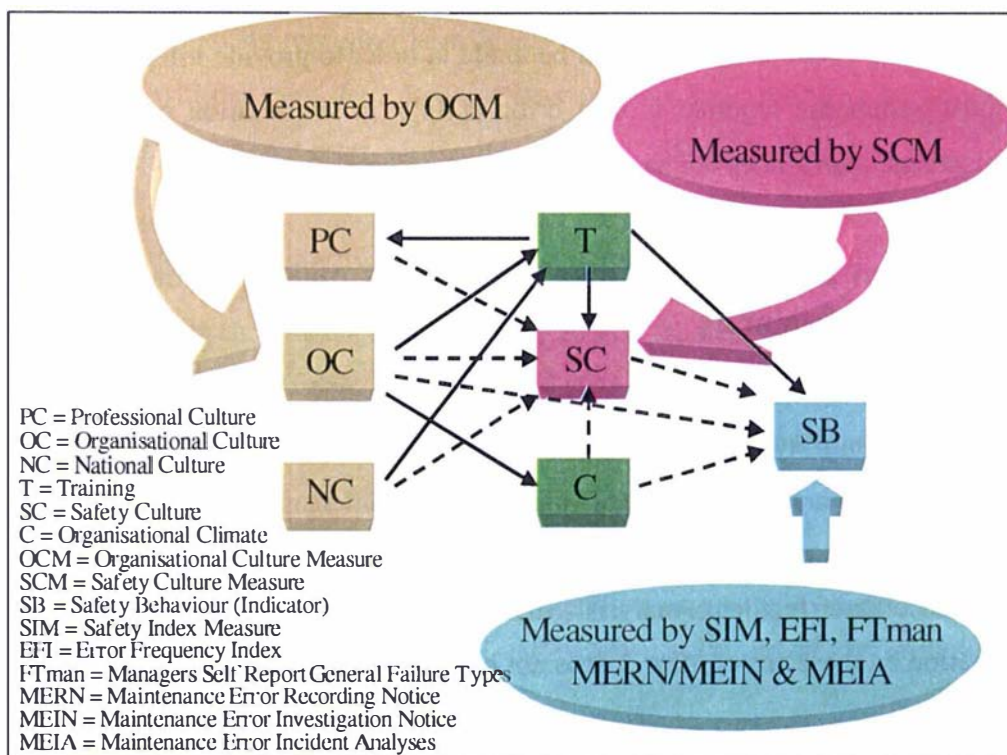 Measured by OCM
Measured by SCM
PC
T
OC
SC
SB
NC
C
PC = Professional Culture
OC = Organisational Culture
NC = National Culture
T = Training
SC = Safety Culture
C = Organisational Climate
OCM = Organisational Culture Measure
SCM = Safety Culture Measure
SB = Safety Behaviour (Indicator)
SIM = Safety Index Measure
EFI = Error Frequency Index
FTman = Managers Self Report General Failure Types
MERN = Maintenance Error Recording Notice
MEIN = Maintenance Error Investigation Notice
MEIA = Maintenance Error Incident Analyses
Measured by SIM, EFI, FTman
MERN/MEIN & MEIA